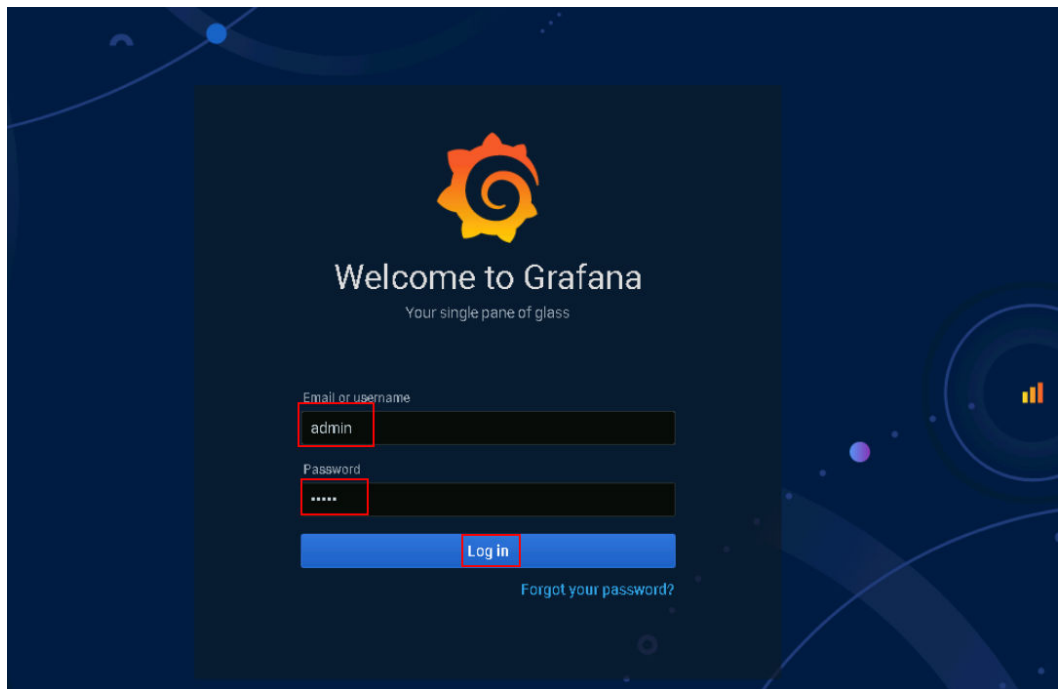 Welcome to Grafana
Your single pane of glass
Email or username
admin
Password
•••••
Log in
Forgot your password?